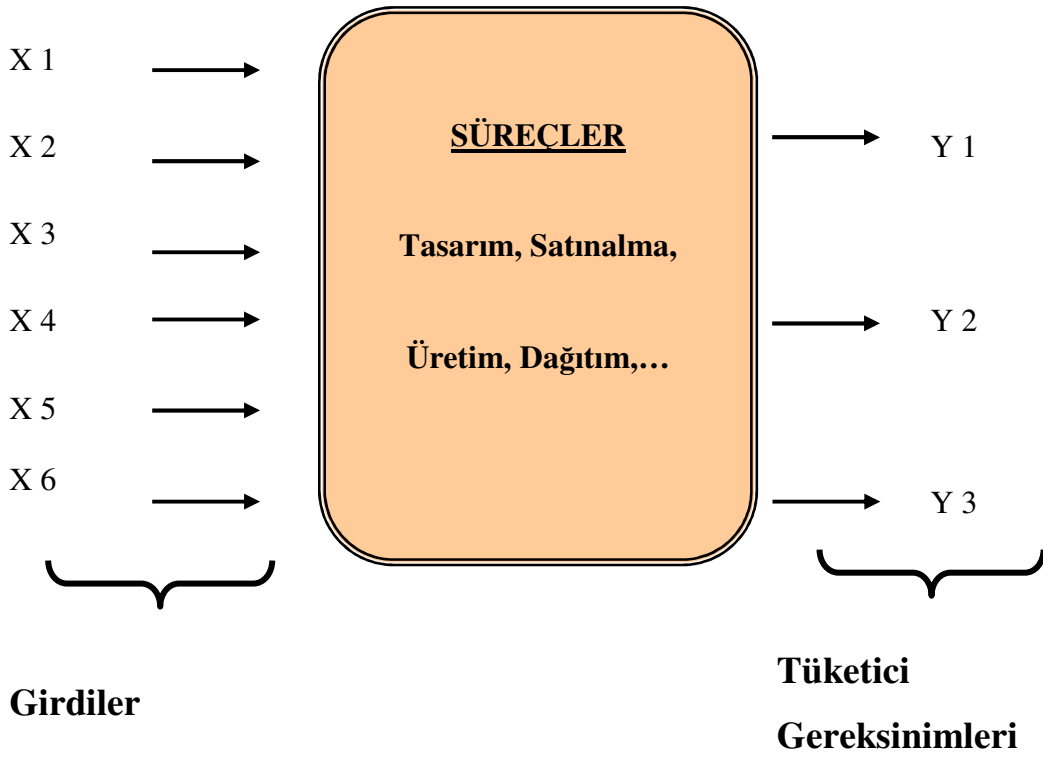 X 1
X 2
X 3
X 4
X 5
X 6
SÜREÇLER
Tasarım, Satınalma,
Üretim, Dağıtım,…
Y 1
Y 2
Y 3
Girdiler
Tüketici
Gereksinimleri